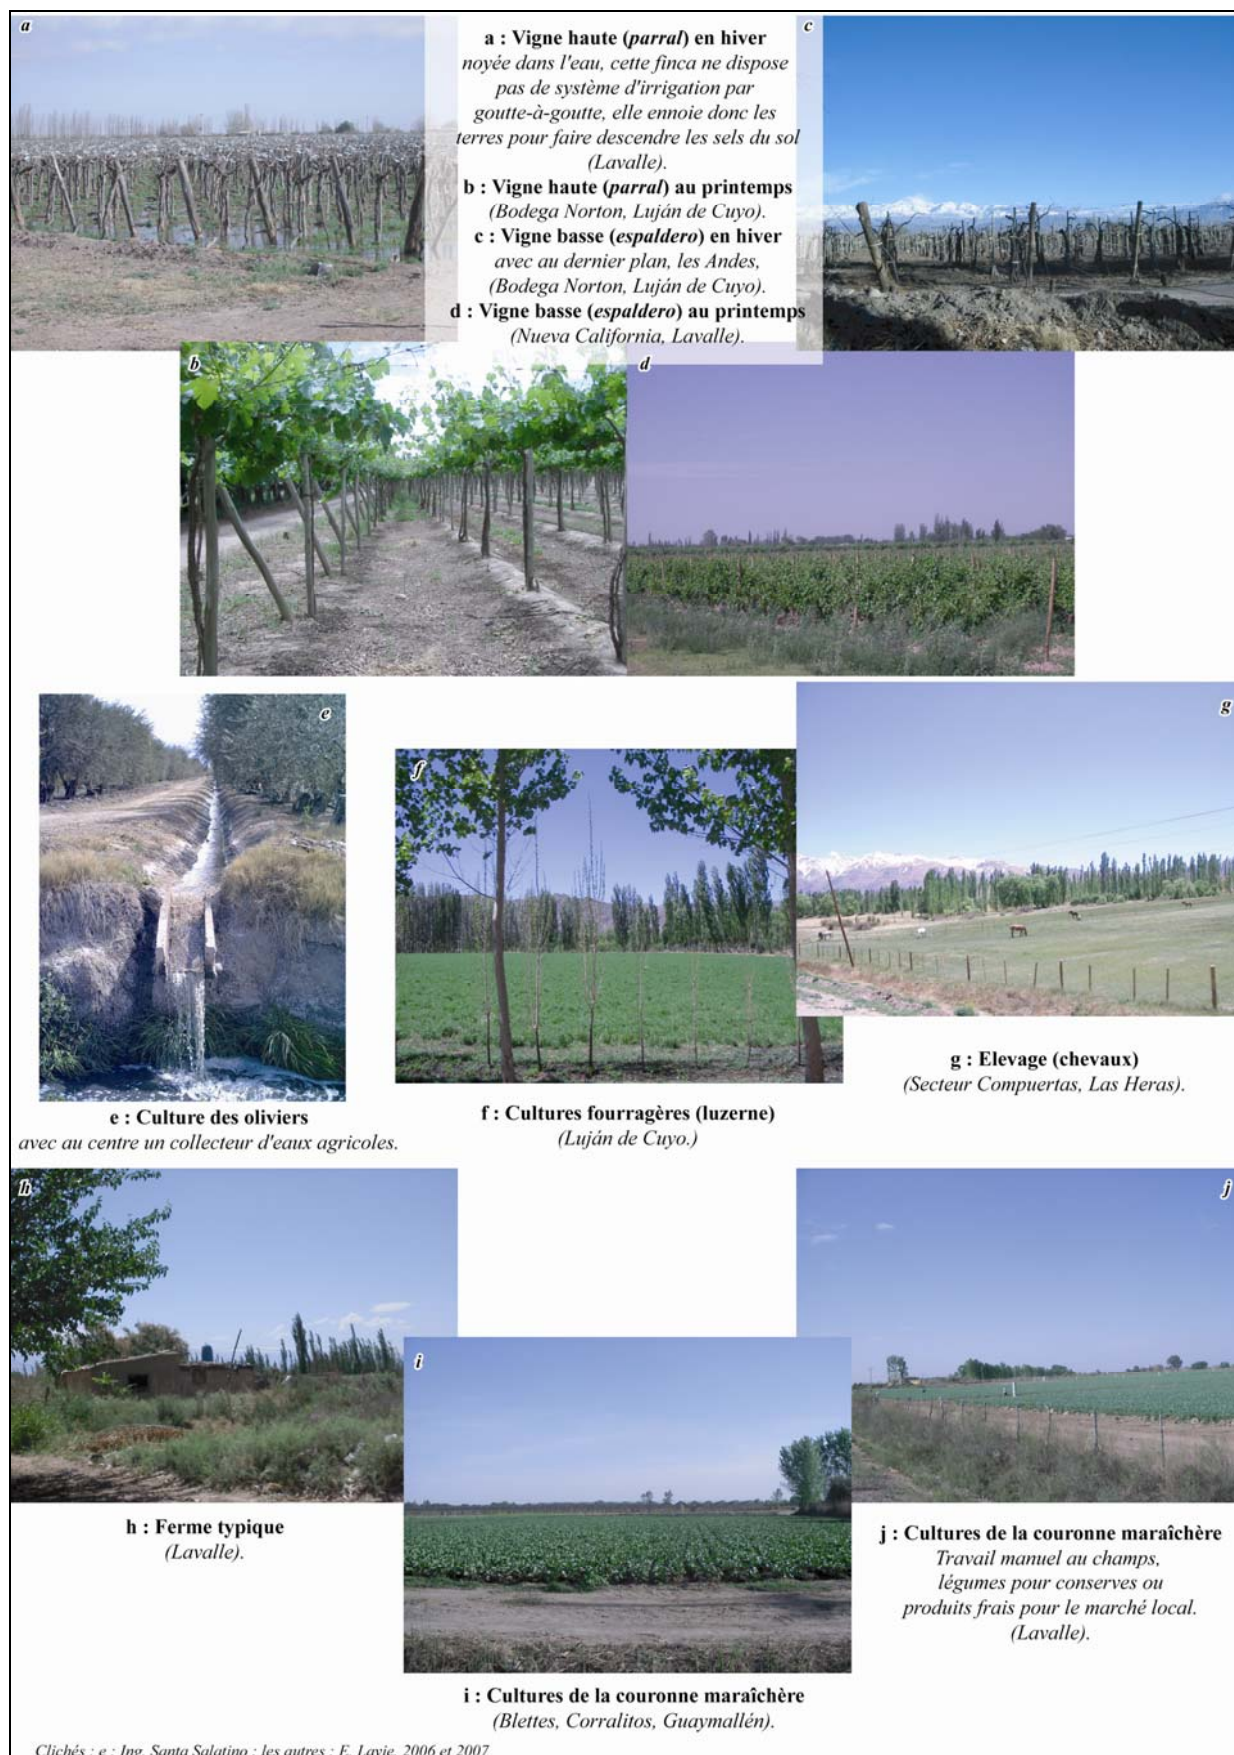 a
a : Vigne haute (parral) en hiver
noyée dans l'eau, cette finca ne dispose
pas de système d'irrigation par
goutte-à-goutte, elle ennoie donc les
terres pour faire descendre les sels du sol
(Lavalle).
b : Vigne haute (parral) au printemps
(Bodega Norton, Luján de Cuyo).
c : Vigne basse (espaldero) en hiver
avec au dernier plan, les Andes,
(Bodega Norton, Luján de Cuyo).
d : Vigne basse (espaldero) au printemps
(Nueva California, Lavalle).
c
b
d
e
f
g
e : Culture des oliviers
avec au centre un collecteur d'eaux agricoles.
f : Cultures fourragères (luzerne)
(Luján de Cuyo.)
g : Elevage (chevaux)
(Secteur Compuertas, Las Heras).
h
i
j
h : Ferme typique
(Lavalle).
j : Cultures de la couronne maraîchère
Travail manuel au champs,
légumes pour conserves ou
produits frais pour le marché local.
(Lavalle).
i : Cultures de la couronne maraîchère
(Blettes, Corralitos, Guaymallén).
Clichés : e : Ing. Santa Salatino ; les autres : E. Lavie, 2006 et 2007